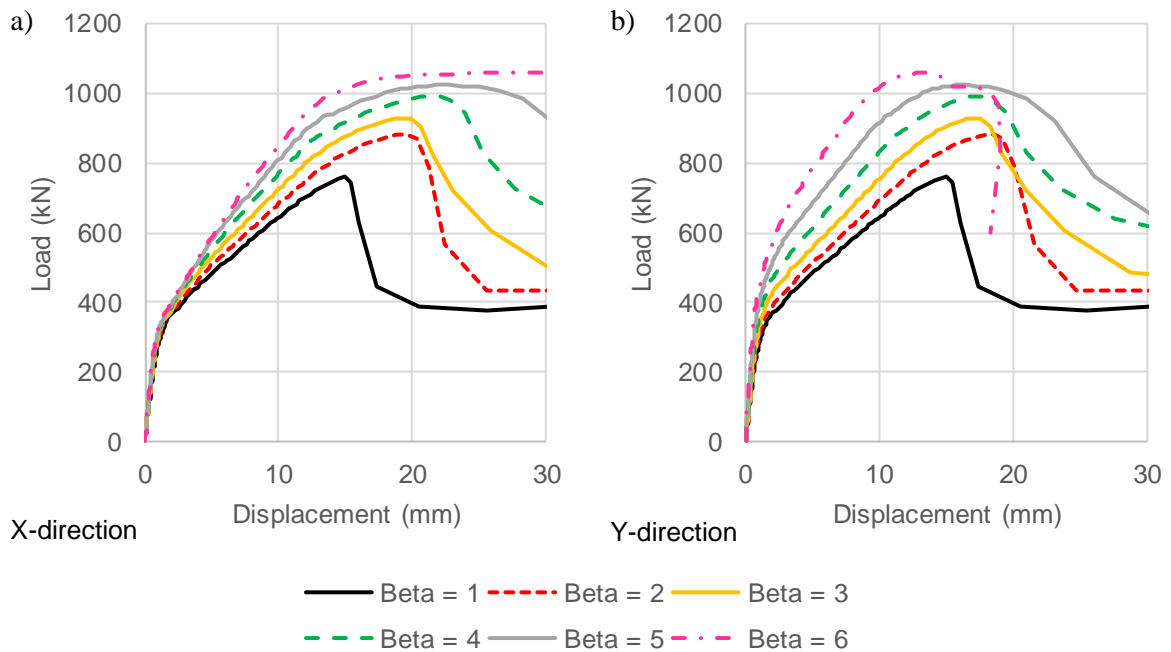 a)
1200
1000
800
600
400
200
0
Load (kN)
0 10 20 30
Displacement (mm)
X-direction
b)
1200
1000
800
600
400
200
0
Load (kN)
0 10 20 30
Displacement (mm)
Y-direction
Beta = 1 Beta = 2 Beta = 3
Beta = 4 Beta = 5 Beta = 6